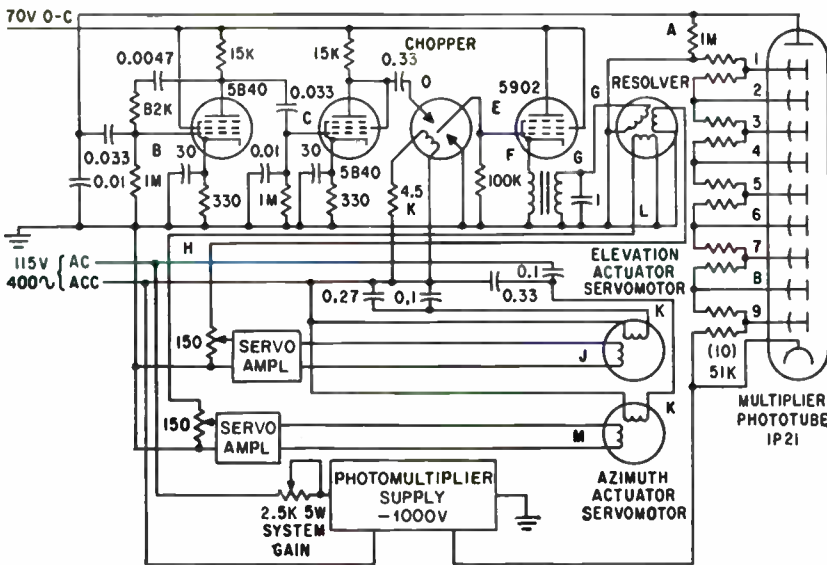 70V D-C
15K
0.0047
5840
82K
0.033
B
30
0.033
0.01
1M
330
15K
CHOPPER
0.33
D
C
0.01
30
5840
1M
330
4.5
K
E
5902
F
G
100K
1
A
1M
RESOLVER
G
L
1
2
3
4
5
6
7
8
9
(10)
51K
MULTIPLIER
PHOTOTUBE
1P21
H
115V
400~
AC
ACC
0.27
0.1
0.33
0.1
ELEVATION
ACTUATOR
SERVOMOTOR
K
J
150
SERVO
AMPL
150
SERVO
AMPL
K
M
AZIMUTH
ACTUATOR
SERVOMOTOR
2.5K 5W
SYSTEM
GAIN
PHOTOMULTIPLIER
SUPPLY
-1000V